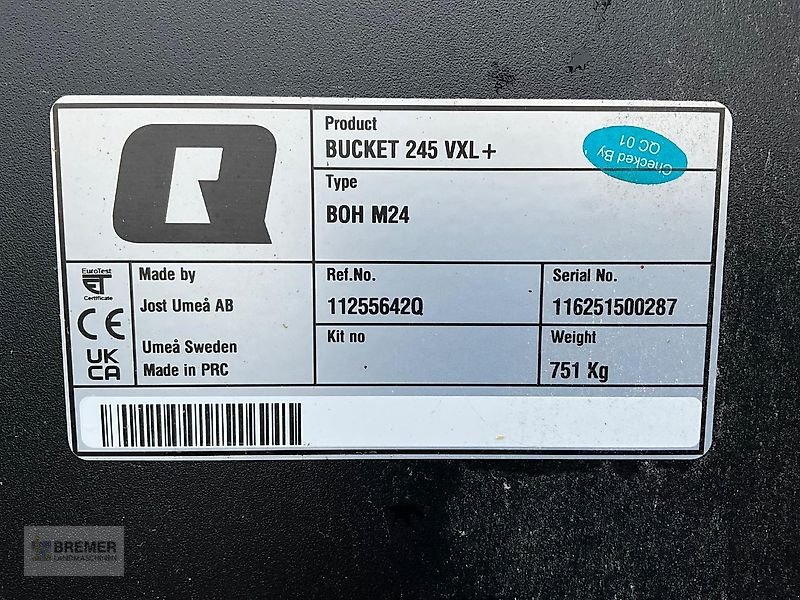 Product
BUCKET 245 VXL+
Checked By
QC 01
Type
BOH M24
EuroTest
ET
Certificate
CE
UK
CA
Made by
Jost Umeå AB
Umeå Sweden
Made in PRC
Ref.No.
11255642Q
Serial No.
116251500287
Kit no
Weight
751 Kg
BREMER
LANDMASCHINEN